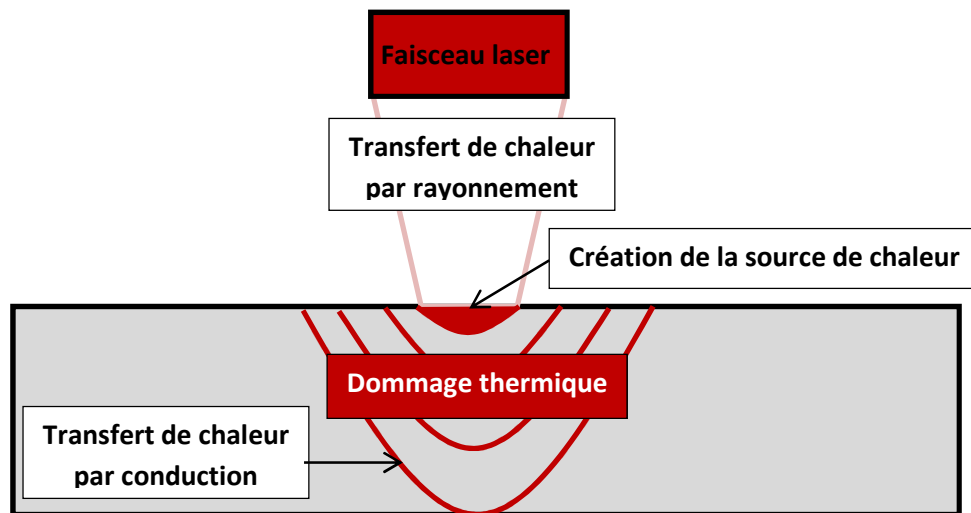 Faisceau laser
Transfert de chaleur
par rayonnement
Création de la source de chaleur
Dommage thermique
Transfert de chaleur
par conduction